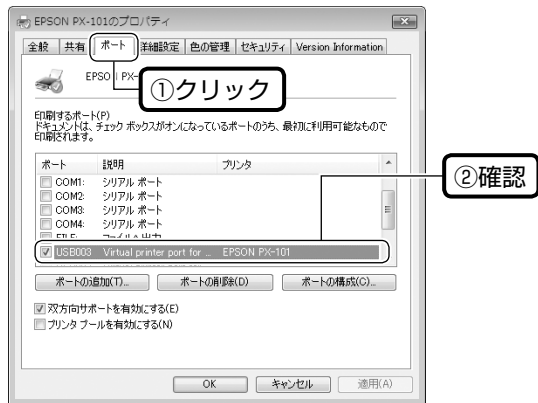 EPSON PX-101のプロパティ
全般 共有 ポート 詳細設定 色の管理 セキュリティ Version Information
①クリック
印刷するポート(P)
ドキュメントは、チェック ボックスがオンになっているポートのうち、最初に利用可能なもので
印刷されます。
ポート 説明 プリンタ
COM1: シリアル ポート
COM2: シリアル ポート
COM3: シリアル ポート
COM4: シリアル ポート
USB003 Virtual printer port for ... EPSON PX-101
②確認
ポートの追加(T)... ポートの削除(D) ポートの構成(C)...
双方向サポートを有効にする(E)
プリンタ プールを有効にする(N)
OK キャンセル 適用(A)